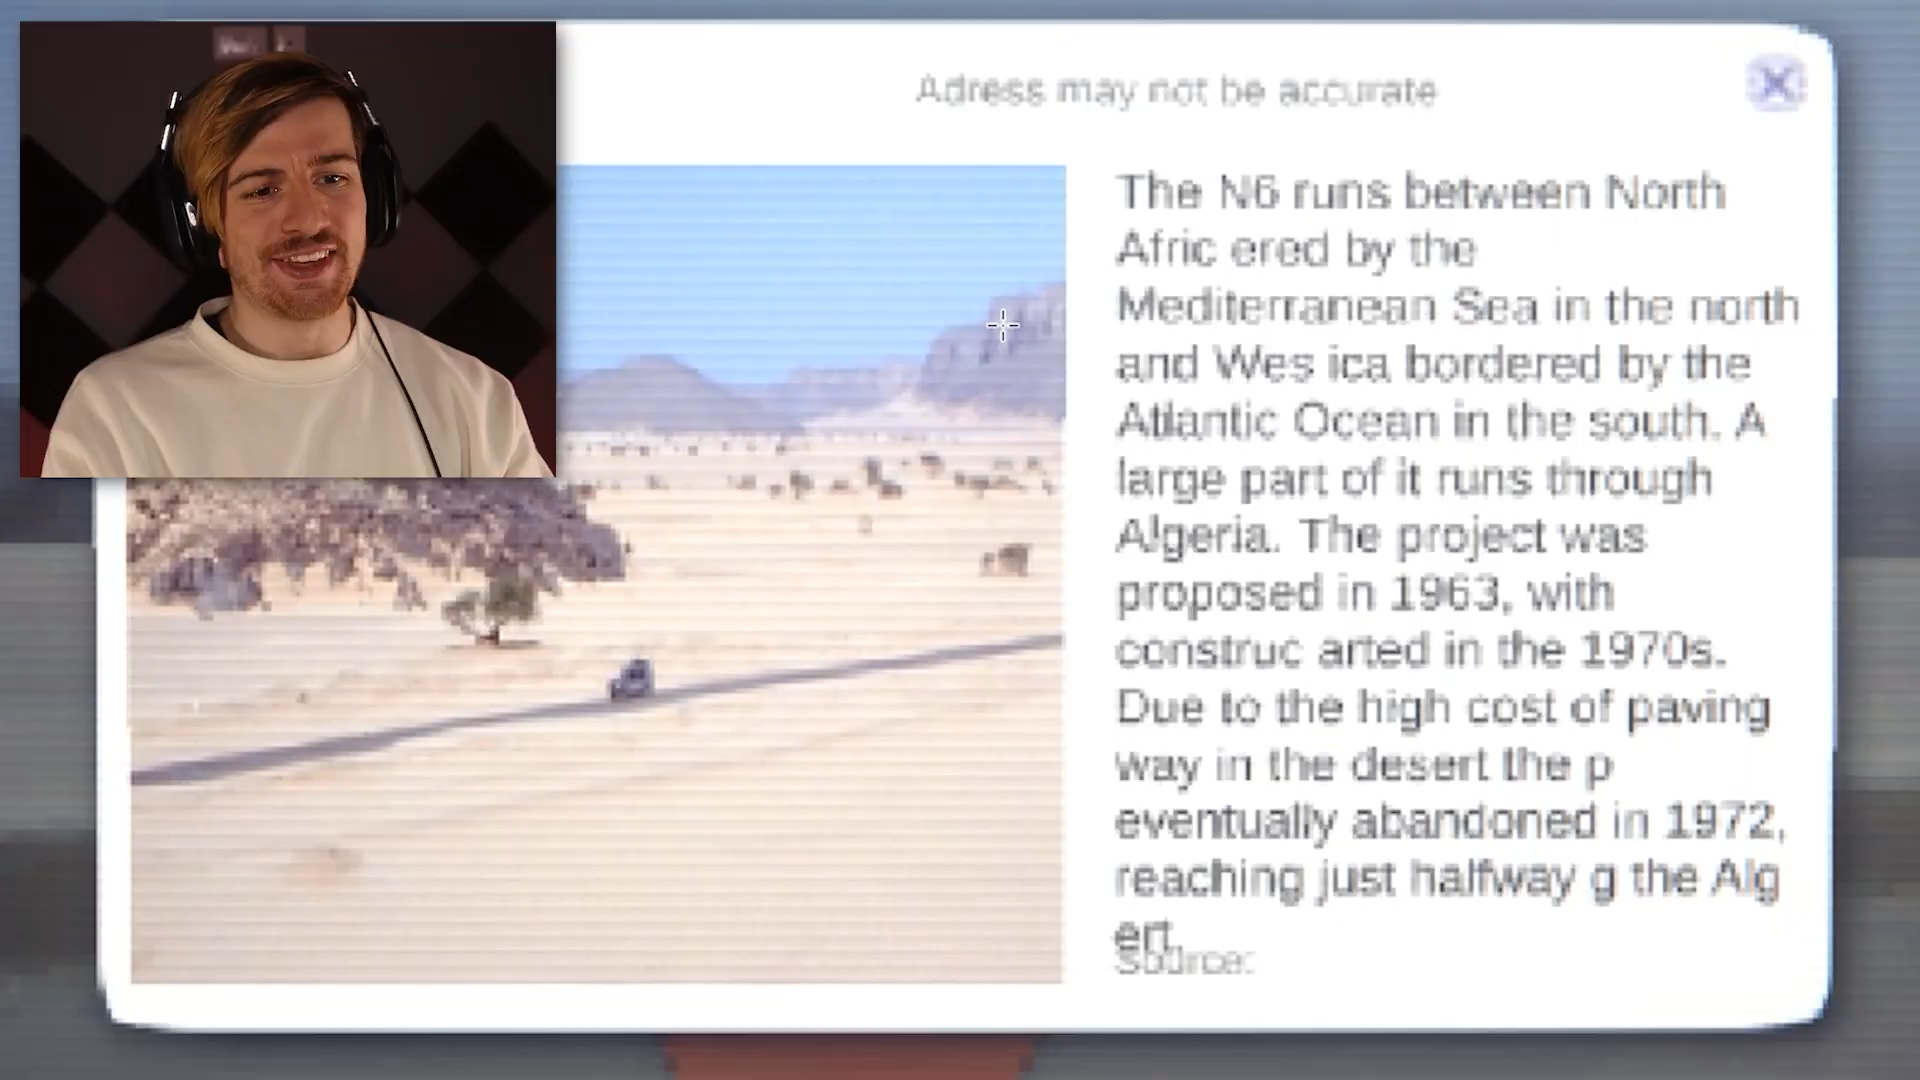 Adress may not be accurate
The N6 runs between North
Afric ered by the
Mediterranean Sea in the north
and Wes ica bordered by the
Atlantic Ocean in the south. A
large part of it runs through
Algeria. The project was
proposed in 1963, with
construc arted in the 1970s.
Due to the high cost of paving
way in the desert the p
eventually abandoned in 1972,
reaching just halfway g the Alg
ert.
Source: